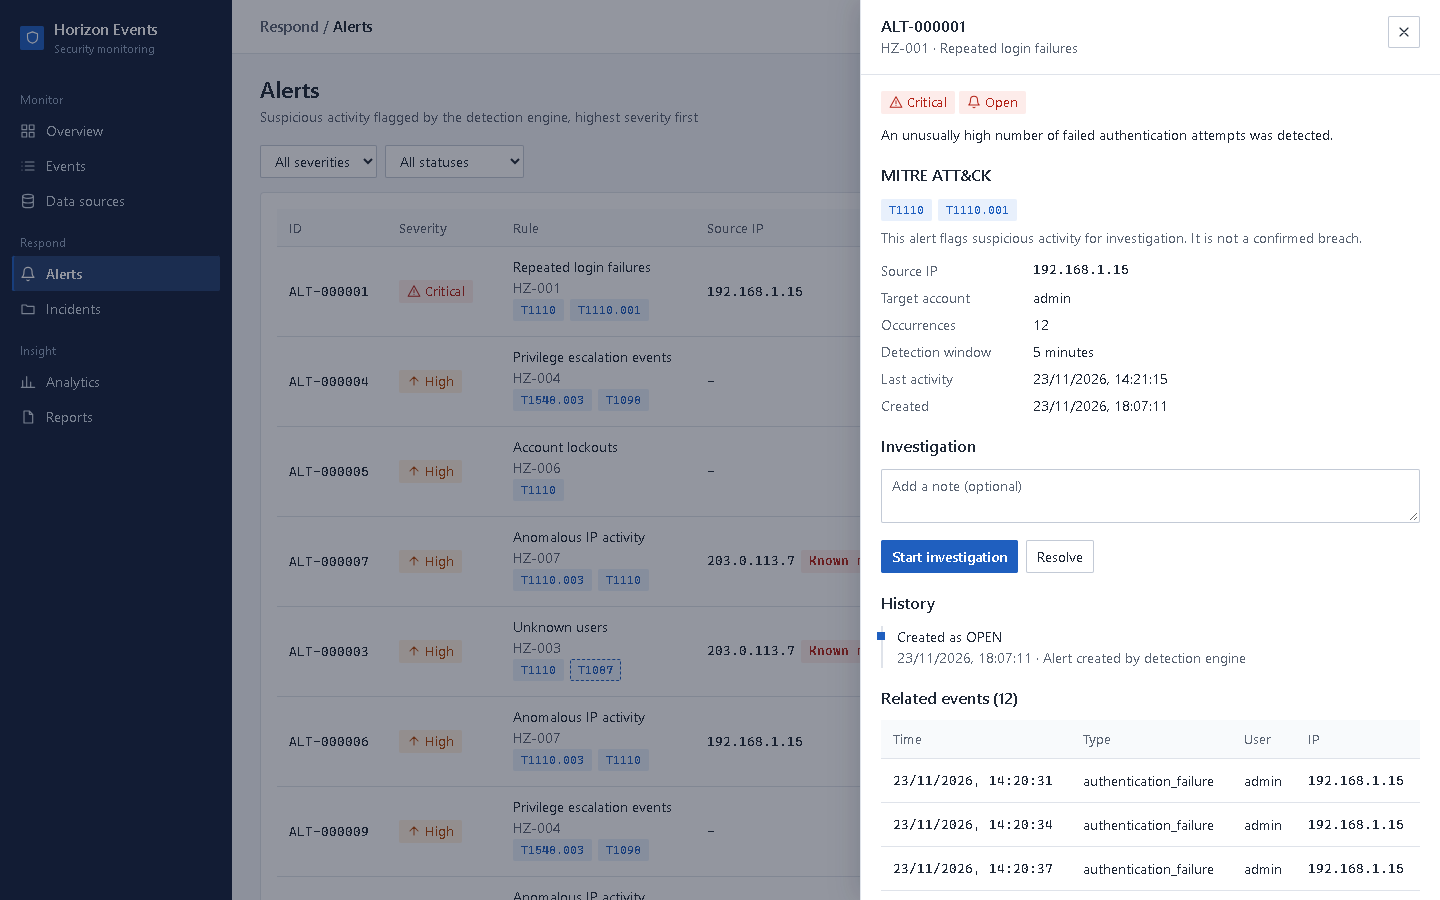 Horizon Events
Security monitoring
Monitor
Overview
Events
Data sources
Respond
Alerts
Incidents
Insight
Analytics
Reports
Respond / Alerts
Alerts
Suspicious activity flagged by the detection engine, highest severity first
All severities
All statuses
ID Severity Rule Source IP
Repeated login failures
ALT-000001 Critical HZ-001 192.168.1.15
T1110 T1110.001
Privilege escalation events
ALT-000004 High HZ-004 –
T1548.003 T1098
Account lockouts
ALT-000005 High HZ-006 –
T1110
Anomalous IP activity
ALT-000007 High HZ-007 203.0.113.7 Known
T1110.003 T1110
Unknown users
ALT-000003 High HZ-003 203.0.113.7 Known
T1110 T1087
Anomalous IP activity
ALT-000006 High HZ-007 192.168.1.15
T1110.003 T1110
Privilege escalation events
ALT-000009 High HZ-004 –
T1548.003 T1098
Anomalous IP activity
ALT-000001
HZ-001 · Repeated login failures
Critical Open
An unusually high number of failed authentication attempts was detected.
MITRE ATT&CK
T1110 T1110.001
This alert flags suspicious activity for investigation. It is not a confirmed breach.
Source IP 192.168.1.15
Target account admin
Occurrences 12
Detection window 5 minutes
Last activity 23/11/2026, 14:21:15
Created 23/11/2026, 18:07:11
Investigation
Add a note (optional)
Start investigation Resolve
History
Created as OPEN
23/11/2026, 18:07:11 · Alert created by detection engine
Related events (12)
Time Type User IP
23/11/2026, 14:20:31 authentication_failure admin 192.168.1.15
23/11/2026, 14:20:34 authentication_failure admin 192.168.1.15
23/11/2026, 14:20:37 authentication_failure admin 192.168.1.15